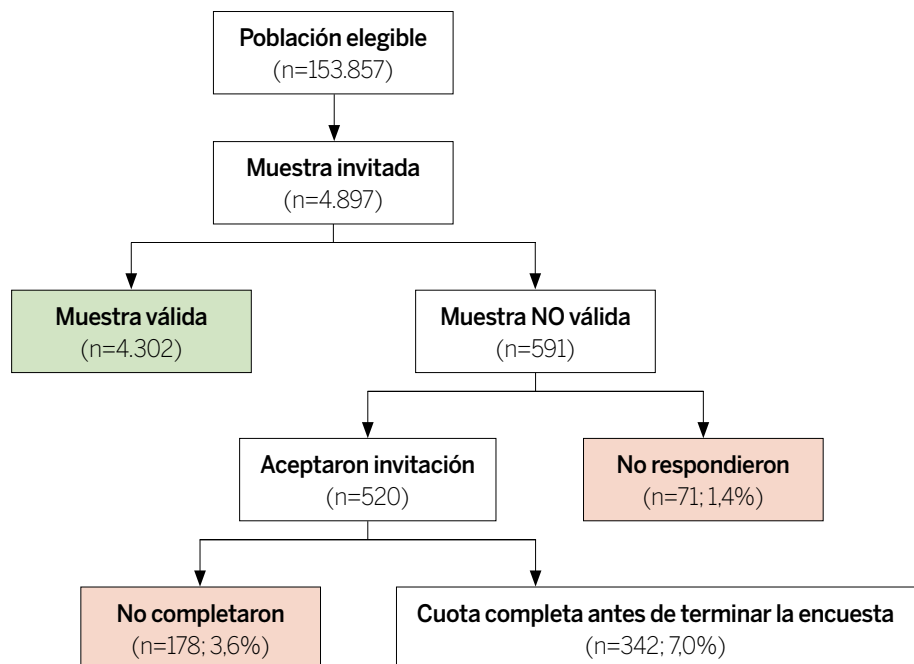 Población elegible
(n=153.857)
Muestra invitada
(n=4.897)
Muestra válida
(n=4.302)
Muestra NO válida
(n=591)
Aceptaron invitación
(n=520)
No respondieron
(n=71; 1,4%)
No completaron
(n=178; 3,6%)
Cuota completa antes de terminar la encuesta
(n=342; 7,0%)